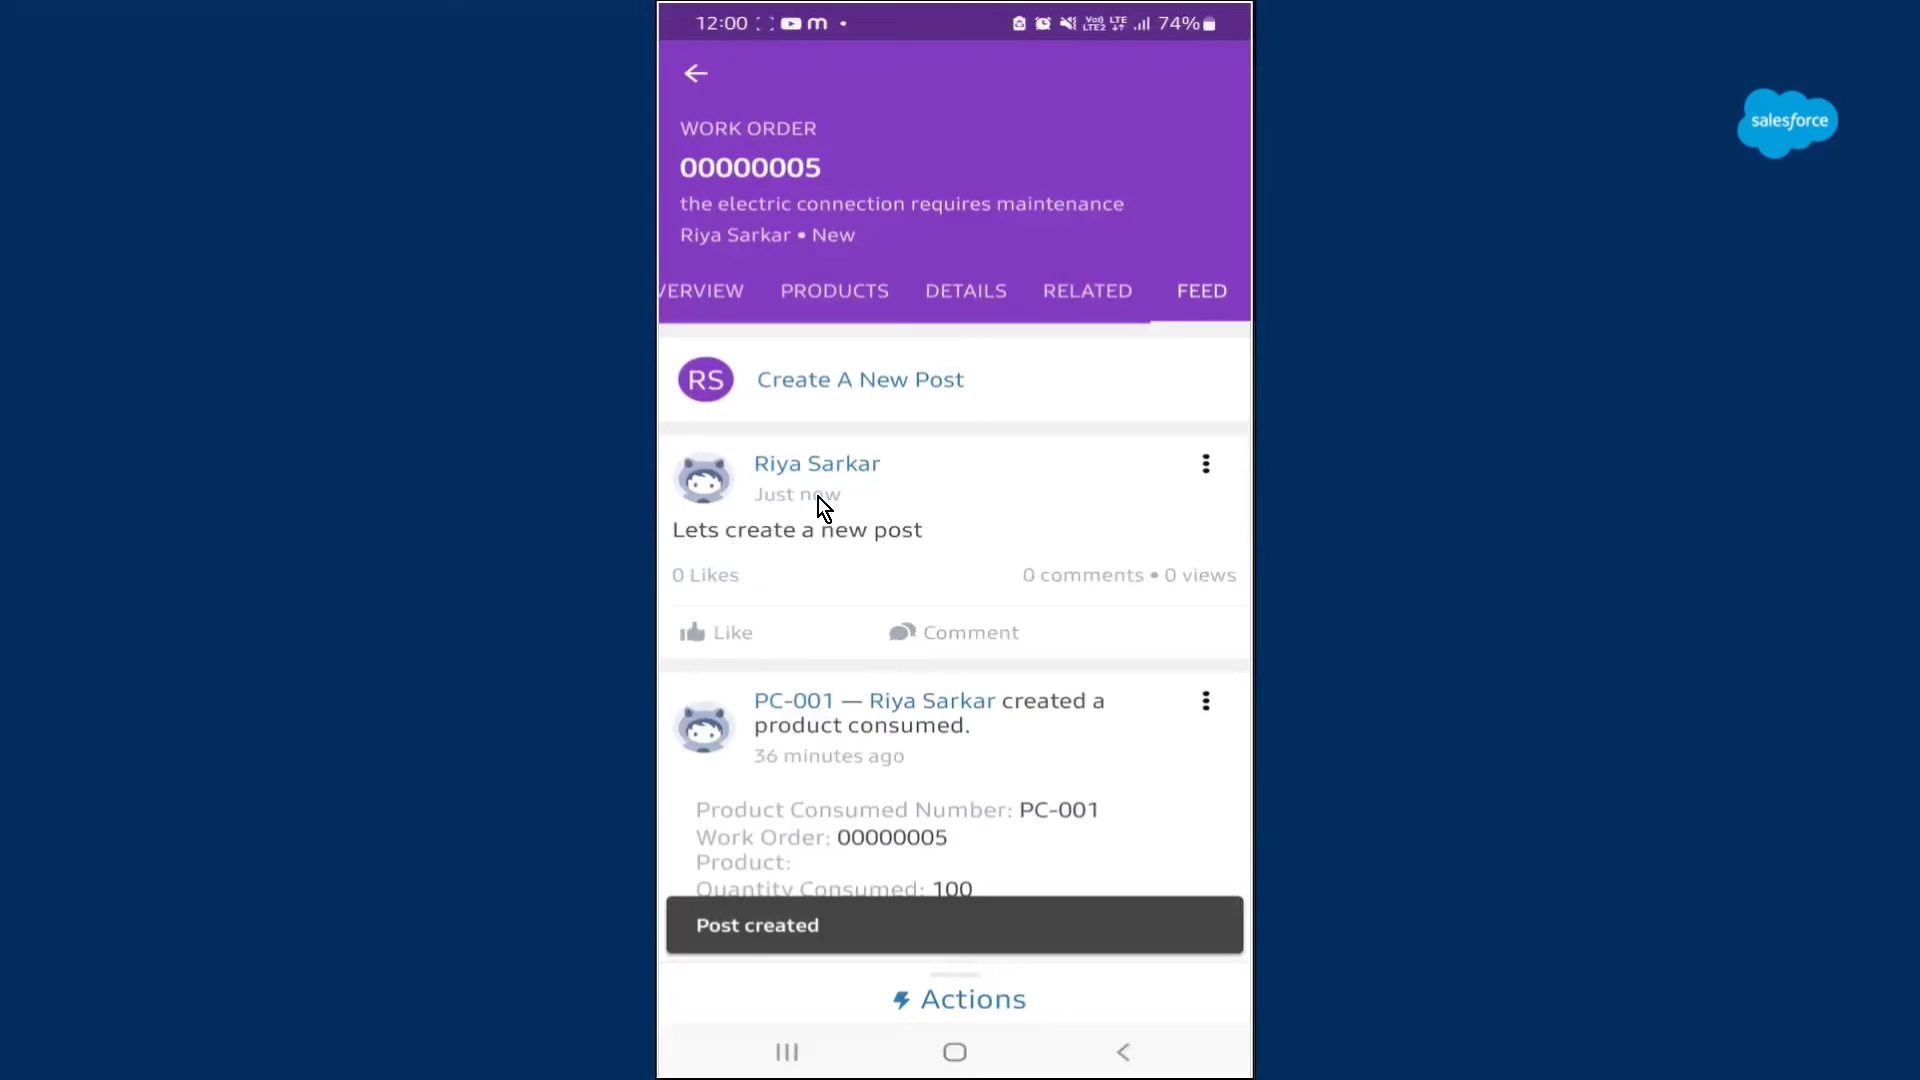 12:00 Vo) LTE2 LTE 74%
salesforce
WORK ORDER
00000005
the electric connection requires maintenance
Riya Sarkar • New
VERVIEW PRODUCTS DETAILS RELATED FEED
RS Create A New Post
Riya Sarkar
Just now
Lets create a new post
0 Likes 0 comments • 0 views
Like Comment
PC-001 — Riya Sarkar created a
product consumed.
36 minutes ago
Product Consumed Number: PC-001
Work Order: 00000005
Product:
Quantity Consumed: 100
Post created
Actions